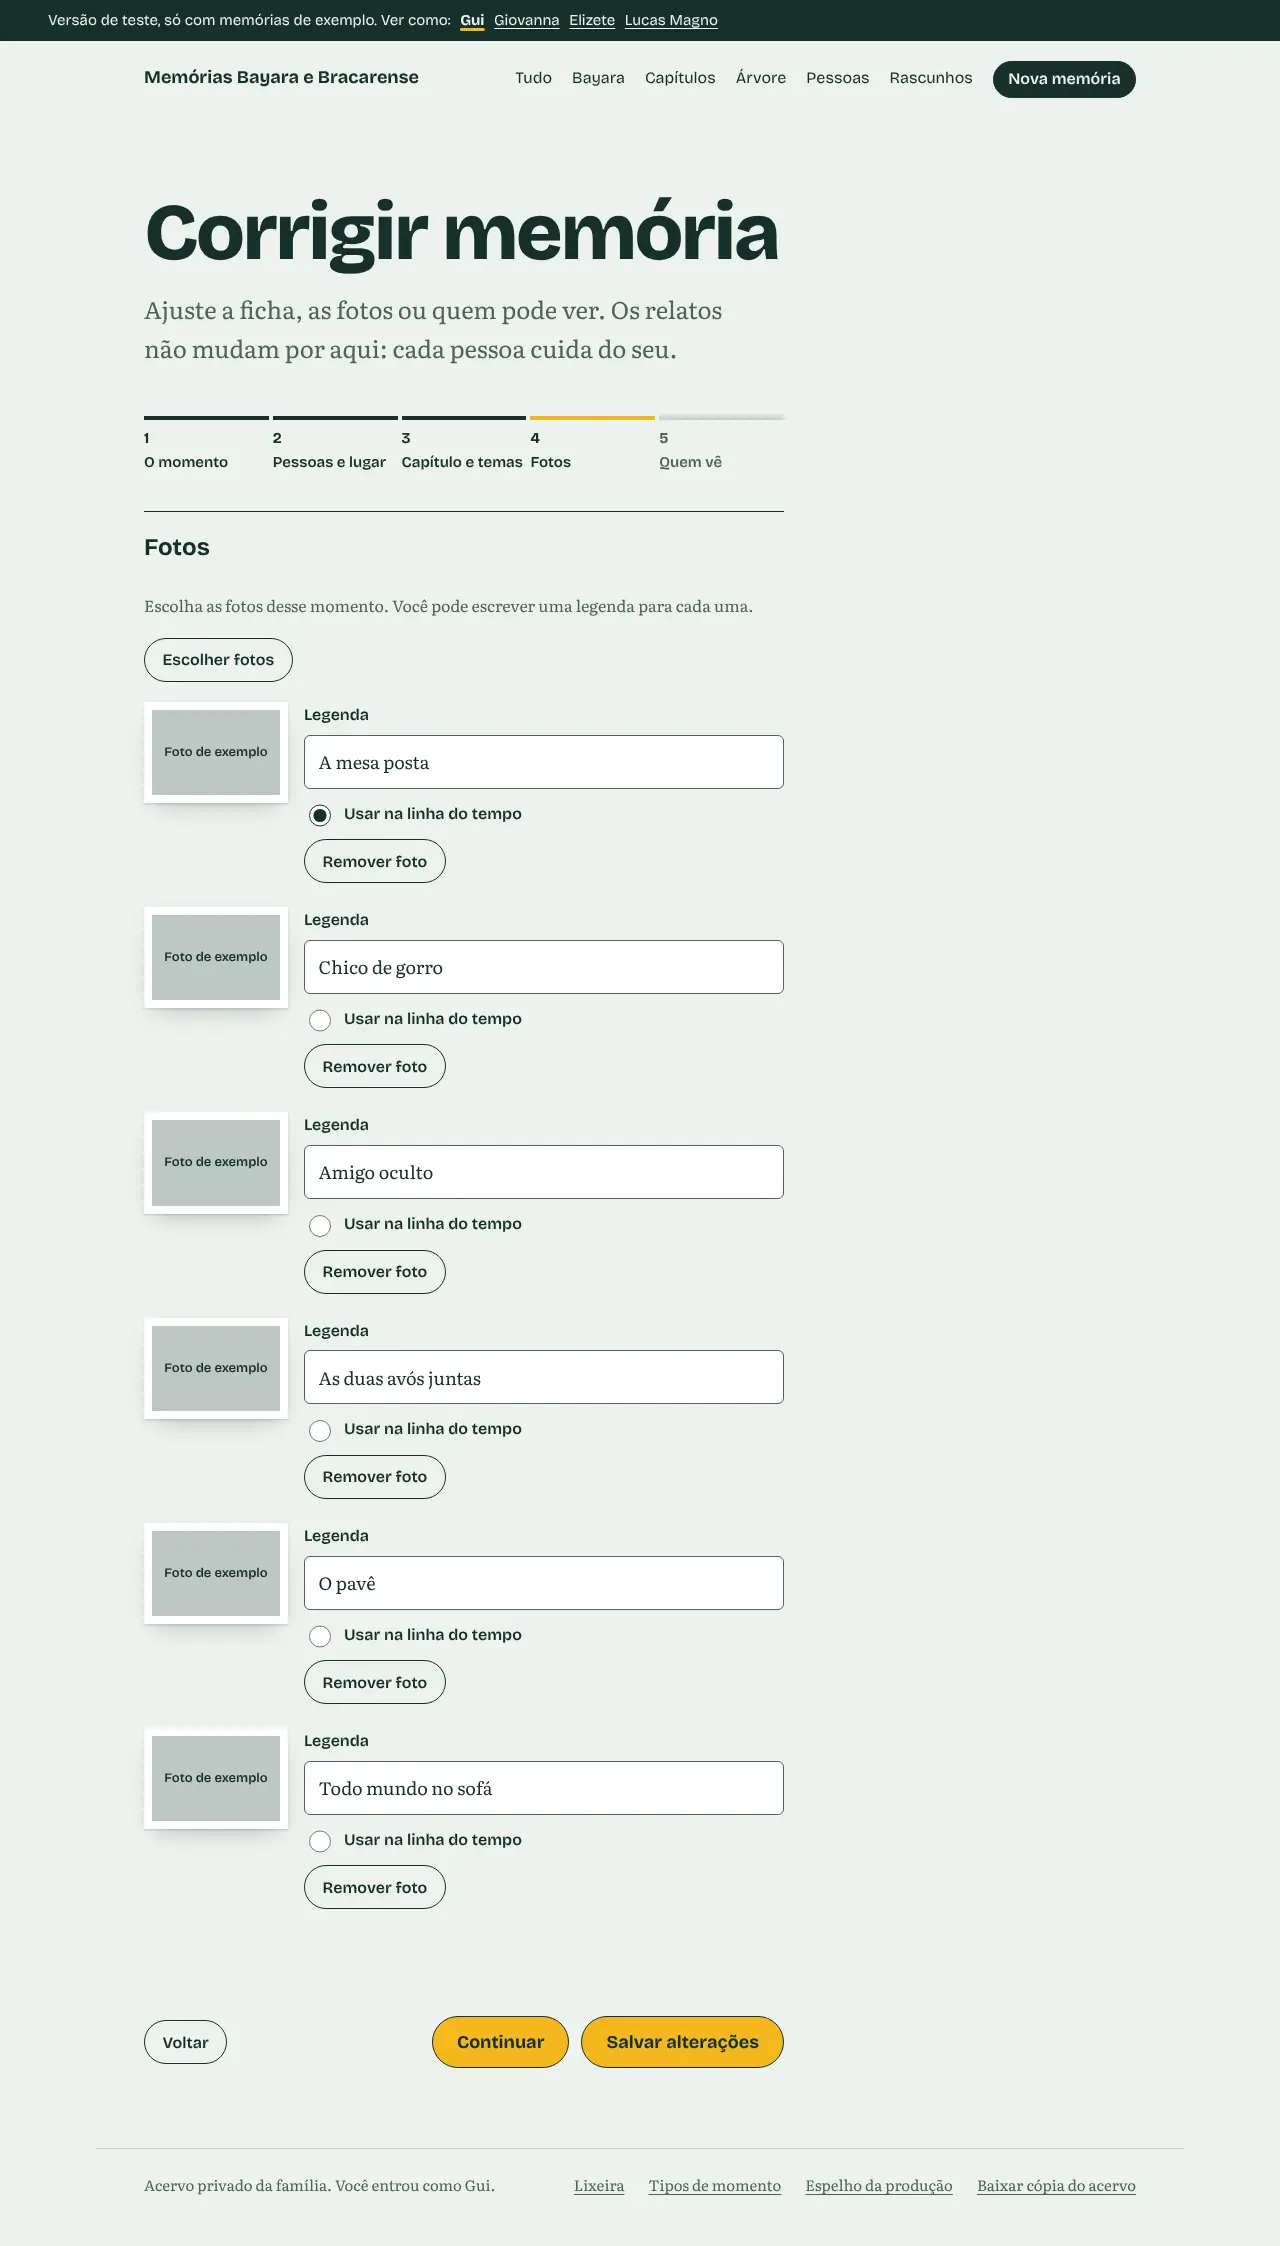 Versão de teste, só com memórias de exemplo. Ver como: Gui Giovanna Elizete Lucas Magno
Memórias Bayara e Bracarense Tudo Bayara Capítulos Árvore Pessoas Rascunhos Nova memória
Corrigir memória
Ajuste a ficha, as fotos ou quem pode ver. Os relatos
não mudam por aqui: cada pessoa cuida do seu.
1 2 3 4 5
O momento Pessoas e lugar Capítulo e temas Fotos Quem vê
Fotos
Escolha as fotos desse momento. Você pode escrever uma legenda para cada uma.
Escolher fotos
Foto de exemplo
Legenda
A mesa posta
Usar na linha do tempo
Remover foto
Foto de exemplo
Legenda
Chico de gorro
Usar na linha do tempo
Remover foto
Foto de exemplo
Legenda
Amigo oculto
Usar na linha do tempo
Remover foto
Foto de exemplo
Legenda
As duas avós juntas
Usar na linha do tempo
Remover foto
Foto de exemplo
Legenda
O pavê
Usar na linha do tempo
Remover foto
Foto de exemplo
Legenda
Todo mundo no sofá
Usar na linha do tempo
Remover foto
Voltar Continuar Salvar alterações
Acervo privado da família. Você entrou como Gui. Lixeira Tipos de momento Espelho da produção Baixar cópia do acervo